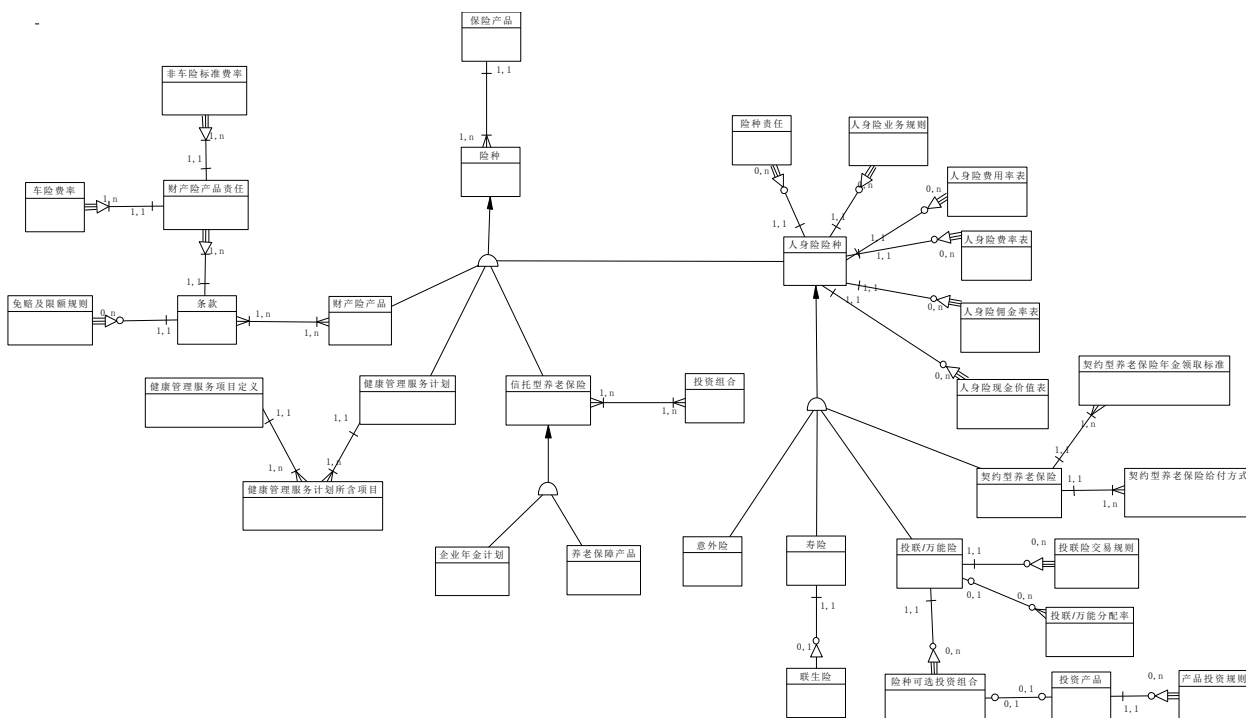 保险产品
1,1
1,n
险种
非车险标准费率
1,n
1,1
车险费率
1,n
1,1
财产险产品责任
1,n
1,1
免赔及限额规则
0,n
1,1
条款
1,n
1,n
财产险产品
健康管理服务项目定义
1,1
1,n
健康管理服务计划
1,1
1,n
健康管理服务计划所含项目
信托型养老保险
1,n
1,n
投资组合
企业年金计划
养老保障产品
险种责任
0,n
1,1
人身险业务规则
0,n
1,1
人身险险种
人身险费用率表
0,n
1,1
人身险费率表
0,n
1,1
人身险佣金率表
0,n
1,1
人身险现金价值表
0,n
1,1
契约型养老保险年金领取标准
1,n
1,1
契约型养老保险
1,1
1,n
契约型养老保险给付方式
意外险
寿险
1,1
0,1
联生险
投联/万能险
1,1
0,n
投联险交易规则
0,1
0,n
投联/万能分配率
1,1
0,n
险种可选投资组合
0,1
0,1
投资产品
1,1
0,n
产品投资规则